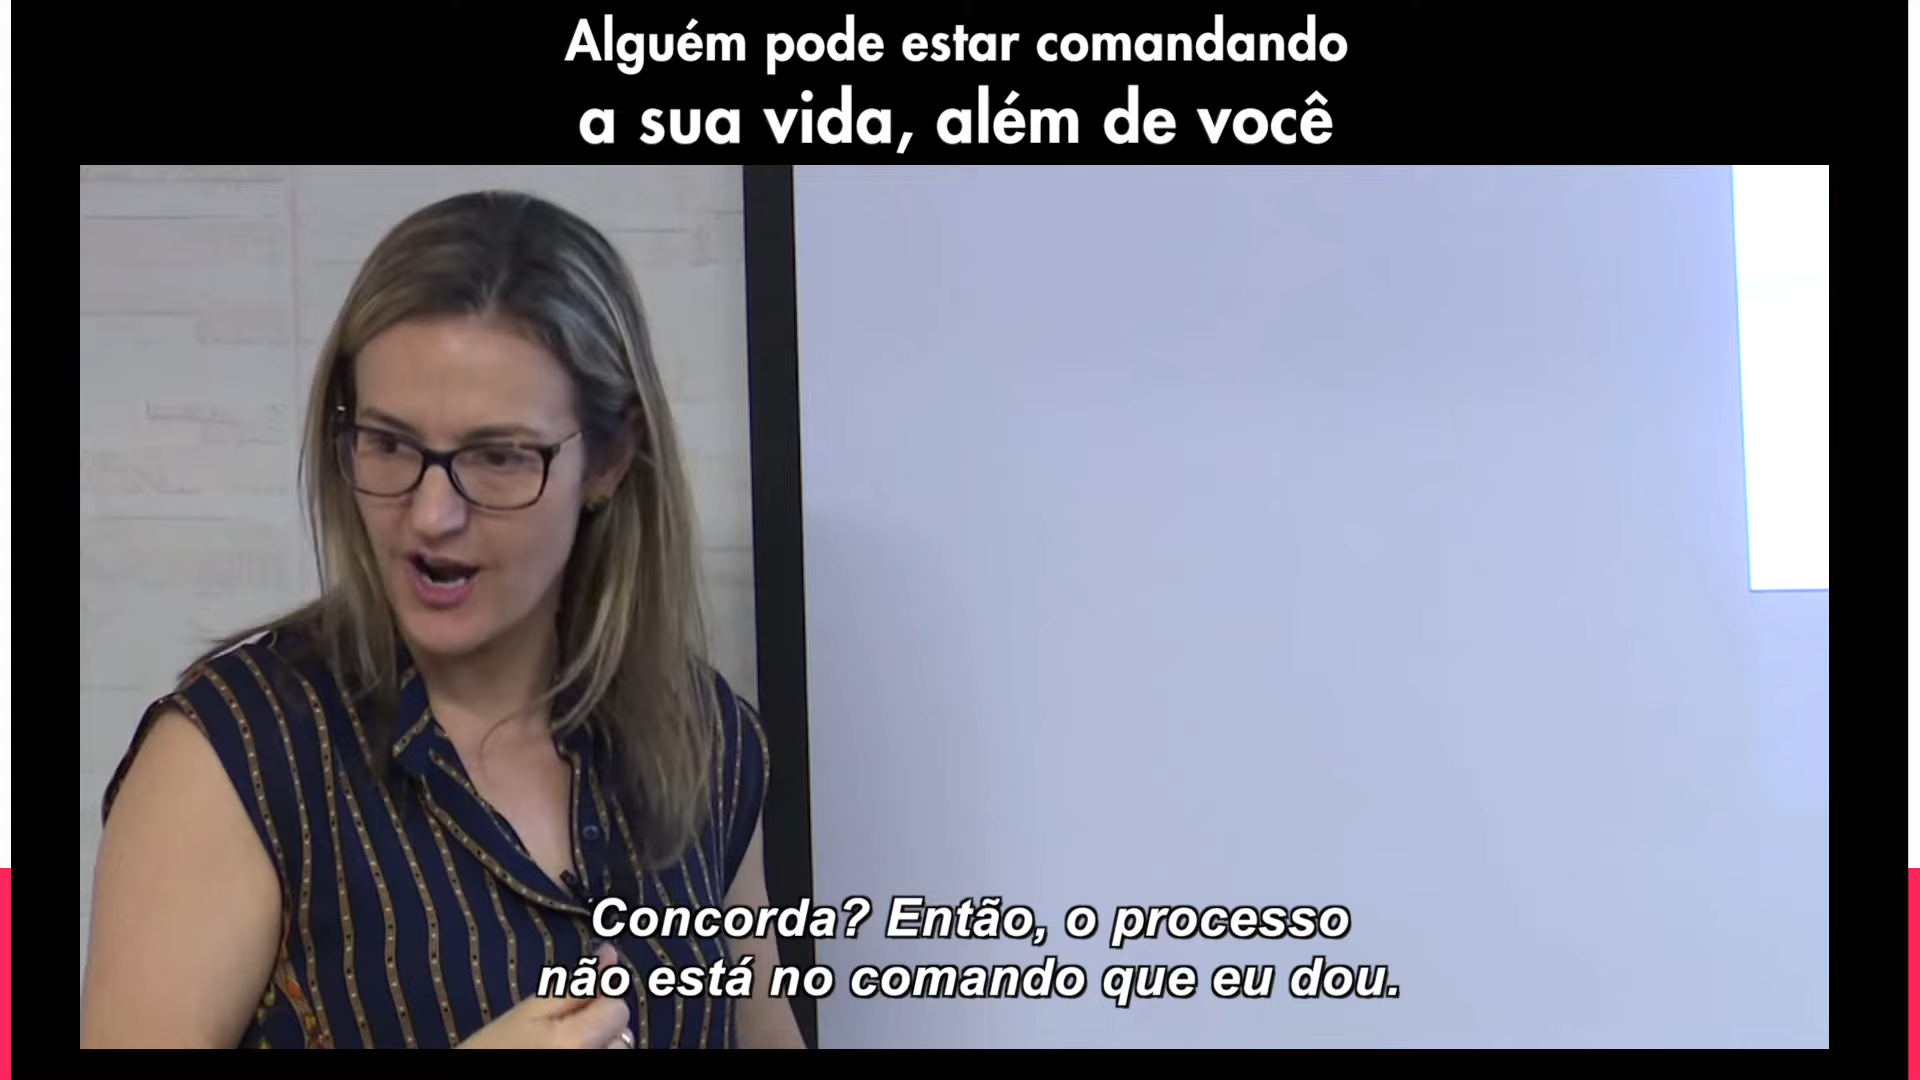 Alguém pode estar comandando
a sua vida, além de você
Concorda? Então, o processo
não está no comando que eu dou.